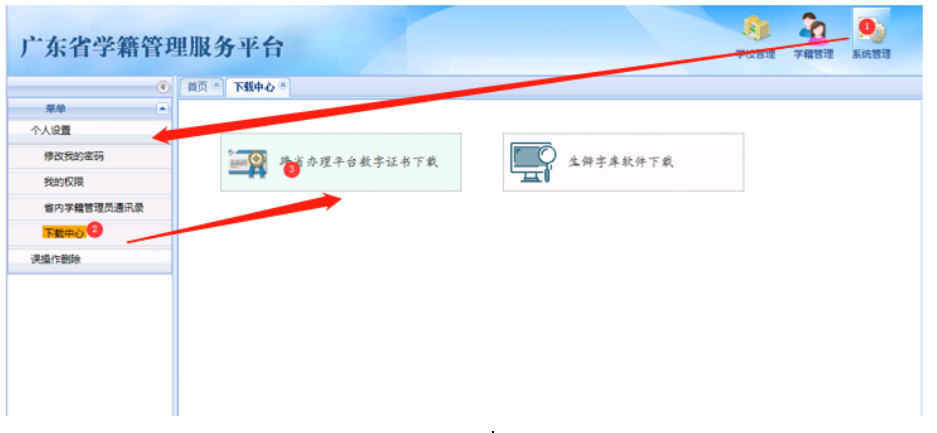 广东省学籍管理服务平台
学校管理 学籍管理 系统管理
1
首页 下载中心
菜单
个人设置
修改我的密码
我的权限
省内学籍管理员通讯录
下载中心 2
误操作删除
跨省办理平台数字证书下载
3
生僻字库软件下载